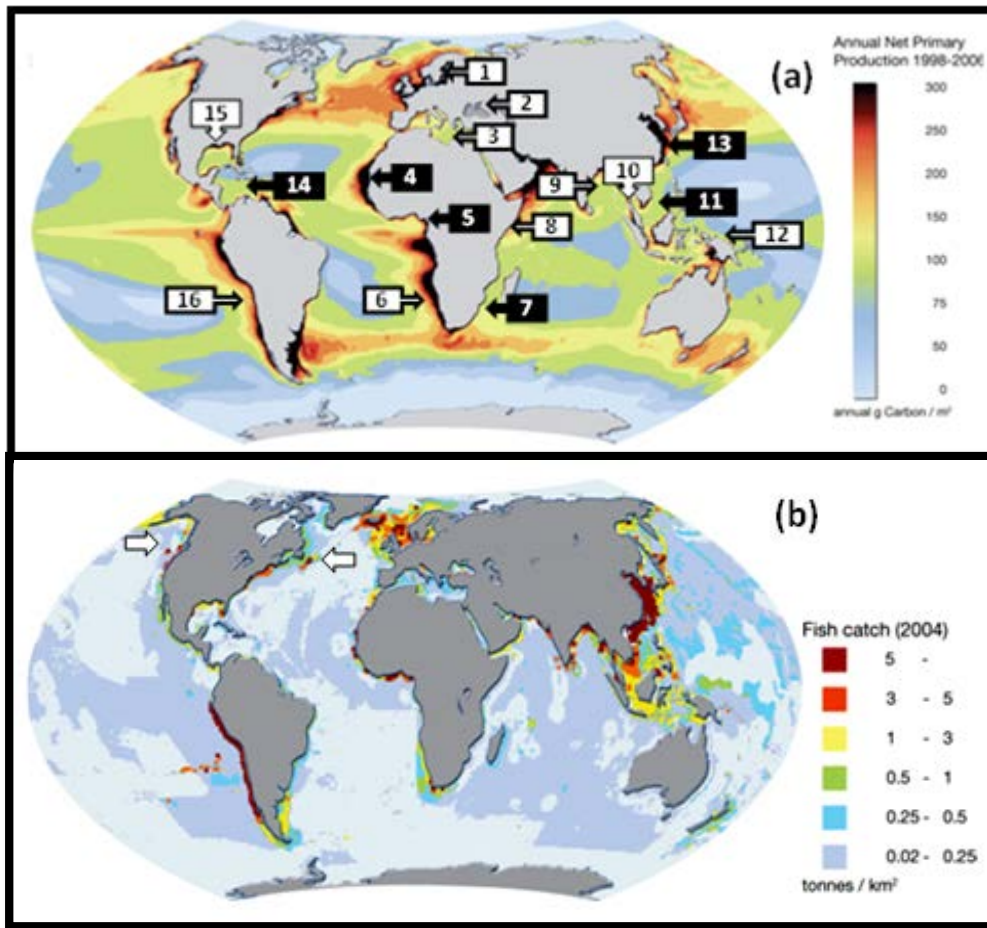 Annual Net Primary
Production 1998-2006
(a)
300
250
200
150
100
75
50
0
annual g Carbon / m²
1
2
3
15
13
14
4
9
10
11
5
8
12
16
6
7
(b)
Fish catch (2004)
5 -
3 - 5
1 - 3
0.5 - 1
0.25 - 0.5
0.02 - 0.25
tonnes / km²